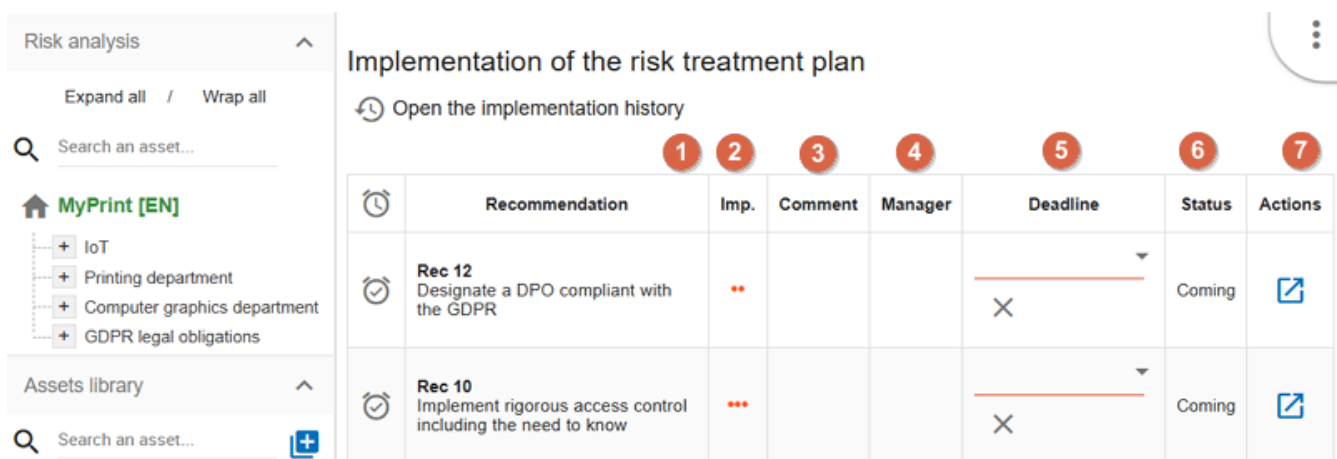 Risk analysis
Expand all / Wrap all
Search an asset...
MyPrint [EN]
+ IoT
+ Printing department
+ Computer graphics department
+ GDPR legal obligations
Assets library
Search an asset...
Implementation of the risk treatment plan
Open the implementation history
1 2 3 4 5 6 7
Recommendation Imp. Comment Manager Deadline Status Actions
Rec 12
Designate a DPO compliant with
the GDPR
•• Coming
Rec 10
Implement rigorous access control
including the need to know
••• Coming